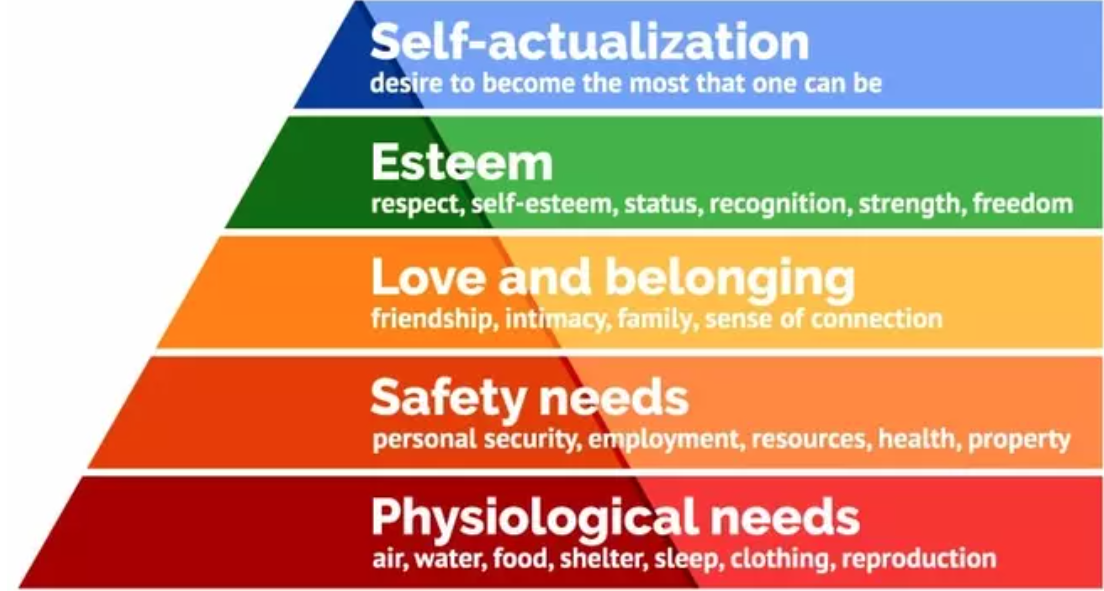 Self-actualization
desire to become the most that one can be
Esteem
respect, self-esteem, status, recognition, strength, freedom
Love and belonging
friendship, intimacy, family, sense of connection
Safety needs
personal security, employment, resources, health, property
Physiological needs
air, water, food, shelter, sleep, clothing, reproduction